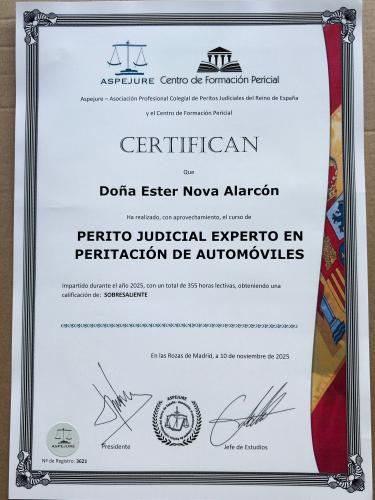 ASPEJURE Centro de Formación Pericial
Aspejure – Asociación Profesional Colegial de Peritos Judiciales del Reino de España
y el Centro de Formación Pericial
CERTIFICAN
Que
Doña Ester Nova Alarcón
Ha realizado, con aprovechamiento, el curso de
PERITO JUDICIAL EXPERTO EN
PERITACIÓN DE AUTOMÓVILES
Impartido durante el año 2025, con un total de 355 horas lectivas, obteniendo una
calificación de: SOBRESALIENTE
En las Rozas de Madrid, a 10 de noviembre de 2025
ASPEJURE
ASPEJURE
Presidente Jefe de Estudios
Nº de Registro: 3621